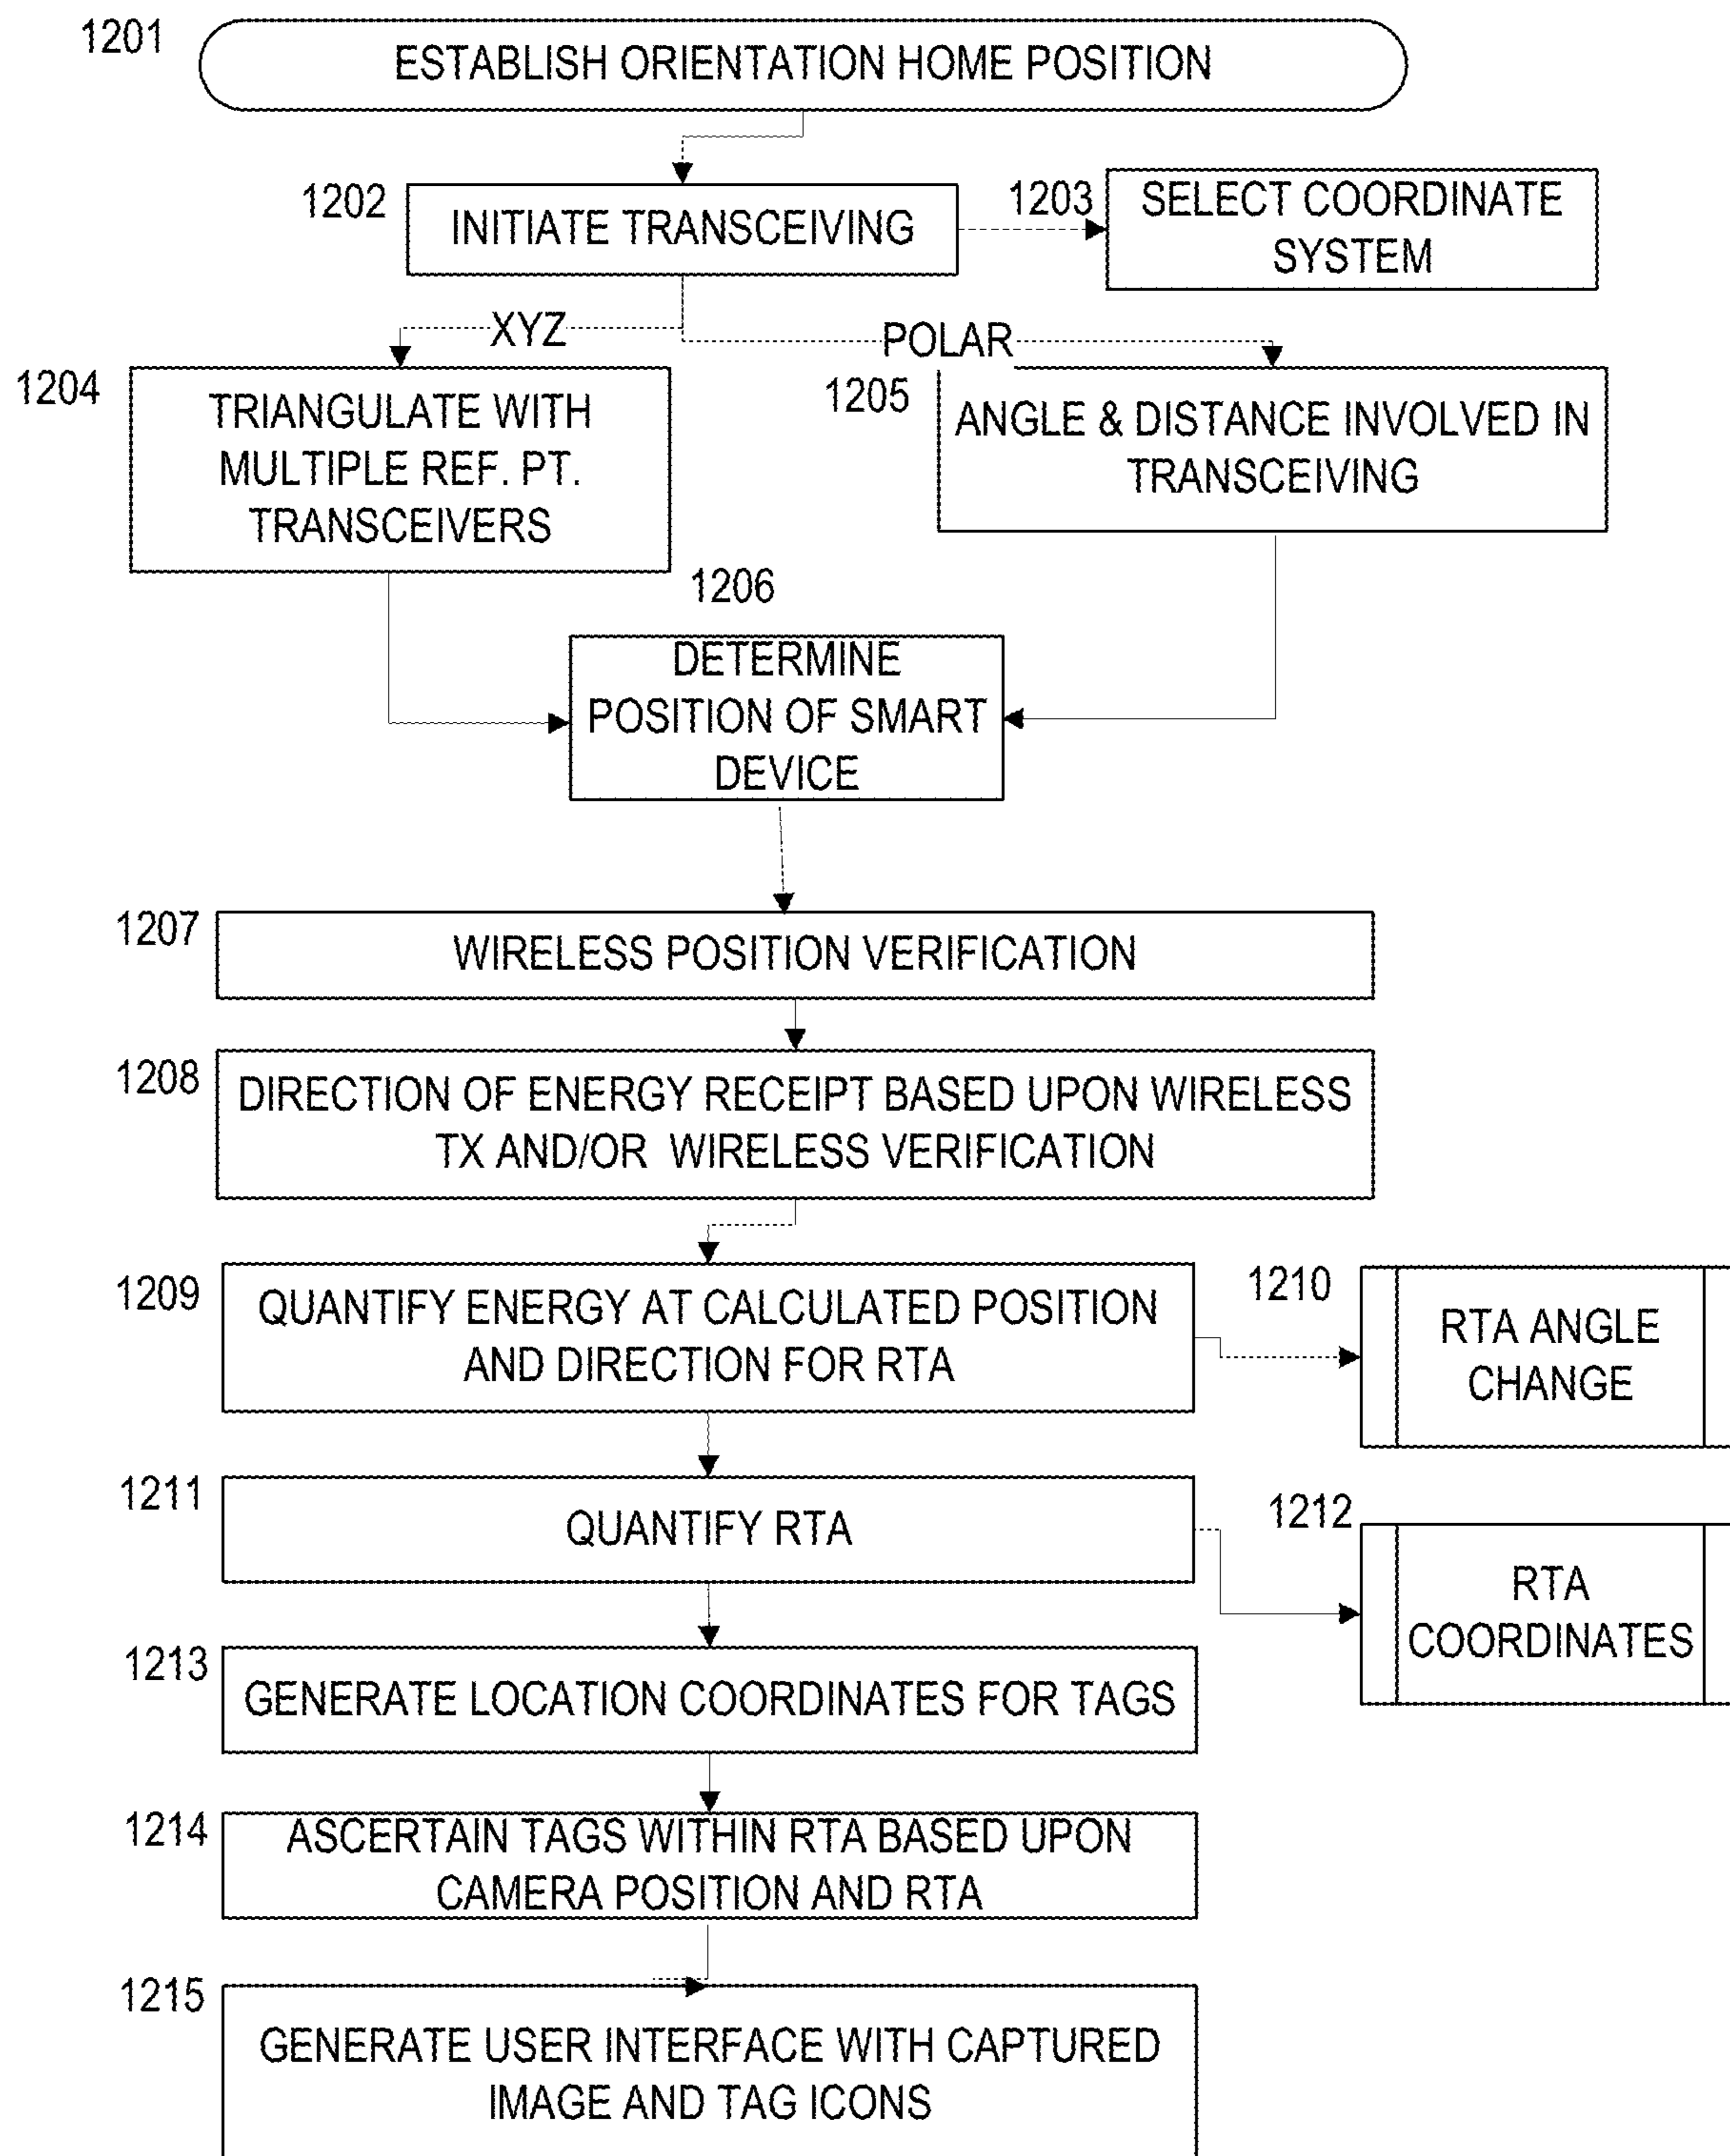 1201
ESTABLISH ORIENTATION HOME POSITION
1202
INITIATE TRANSCEIVING
1203
SELECT COORDINATE
SYSTEM
XYZ
POLAR
1204
TRIANGULATE WITH
MULTIPLE REF. PT.
TRANSCEIVERS
1205
ANGLE & DISTANCE INVOLVED IN
TRANSCEIVING
1206
DETERMINE
POSITION OF SMART
DEVICE
1207
WIRELESS POSITION VERIFICATION
1208
DIRECTION OF ENERGY RECEIPT BASED UPON WIRELESS
TX AND/OR WIRELESS VERIFICATION
1209
QUANTIFY ENERGY AT CALCULATED POSITION
AND DIRECTION FOR RTA
1210
RTA ANGLE
CHANGE
1211
QUANTIFY RTA
1212
RTA
COORDINATES
1213
GENERATE LOCATION COORDINATES FOR TAGS
1214
ASCERTAIN TAGS WITHIN RTA BASED UPON
CAMERA POSITION AND RTA
1215
GENERATE USER INTERFACE WITH CAPTURED
IMAGE AND TAG ICONS